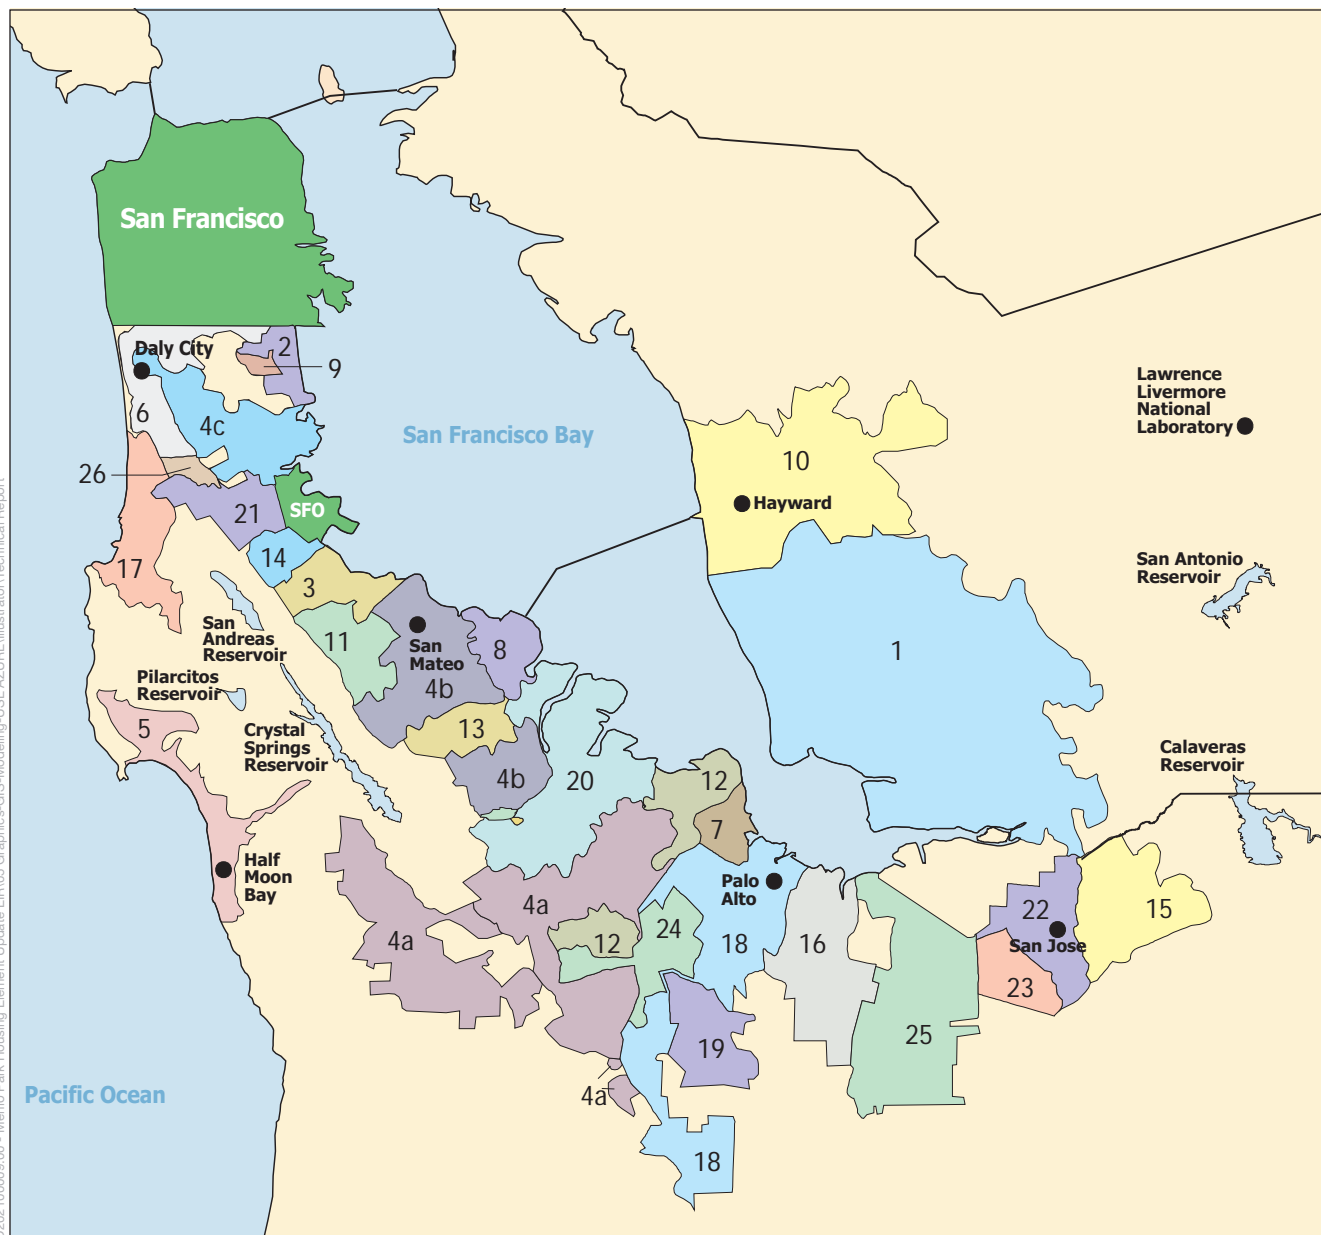 San Francisco
Daly City
2
9
6
4c
San Francisco Bay
Lawrence
Livermore
National
Laboratory
10
26
Hayward
21
SFO
14
17
3
San Antonio
Reservoir
San
Andreas
Reservoir
11
San
Mateo
8
1
Pilarcitos
Reservoir
4b
5
13
Crystal
Springs
Reservoir
Calaveras
Reservoir
4b
20
12
7
Half
Moon
Bay
Palo
Alto
4a
22
15
4a
12
24
18
16
San Jose
23
19
25
Pacific Ocean
4a
18